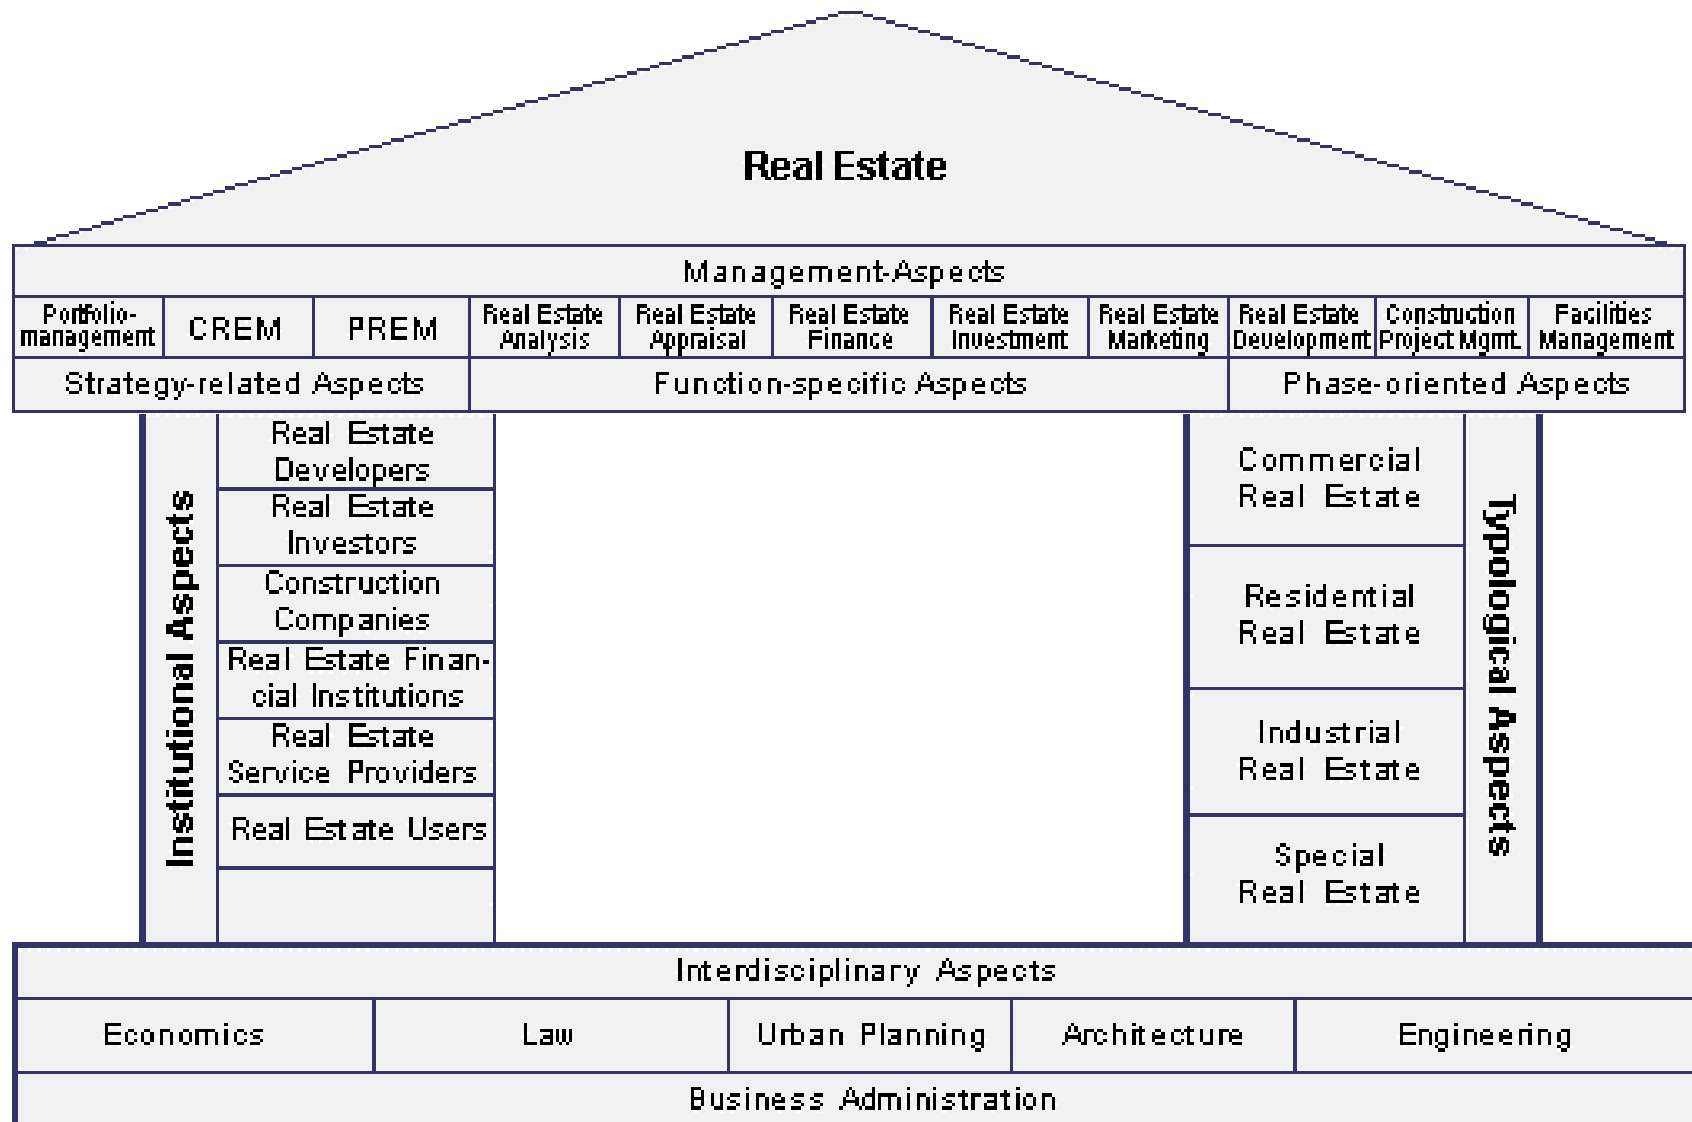 Real Estate
Management-Aspects
Portfolio-
management
CREM
PREM
Real Estate
Analysis
Real Estate
Appraisal
Real Estate
Finance
Real Estate
Investment
Real Estate
Marketing
Real Estate
Development
Construction
Project Mgmt.
Facilities
Management
Strategy-related Aspects
Function-specific Aspects
Phase-oriented Aspects
Institutional Aspects
Real Estate
Developers
Real Estate
Investors
Construction
Companies
Real Estate Finan-
cial Institutions
Real Estate
Service Providers
Real Estate Users
Commercial
Real Estate
Residential
Real Estate
Industrial
Real Estate
Special
Real Estate
Typological Aspects
Interdisciplinary Aspects
Economics
Law
Urban Planning
Architecture
Engineering
Business Administration